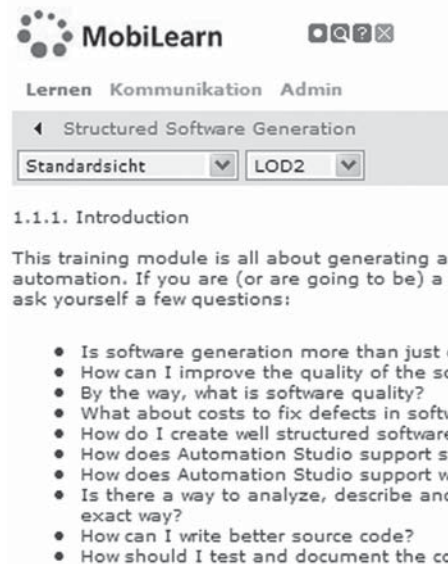 MobiLearn
Lernen Kommunikation Admin
Structured Software Generation
Standardsicht LOD2
1.1.1. Introduction
This training module is all about generating a
automation. If you are (or are going to be) a
ask yourself a few questions:
Is software generation more than just
How can I improve the quality of the
By the way, what is software quality?
What about costs to fix defects in
How do I create well structured software
How does Automation Studio support
How does Automation Studio support
Is there a way to analyze, describe
exact way?
How can I write better source code?
How should I test and document the